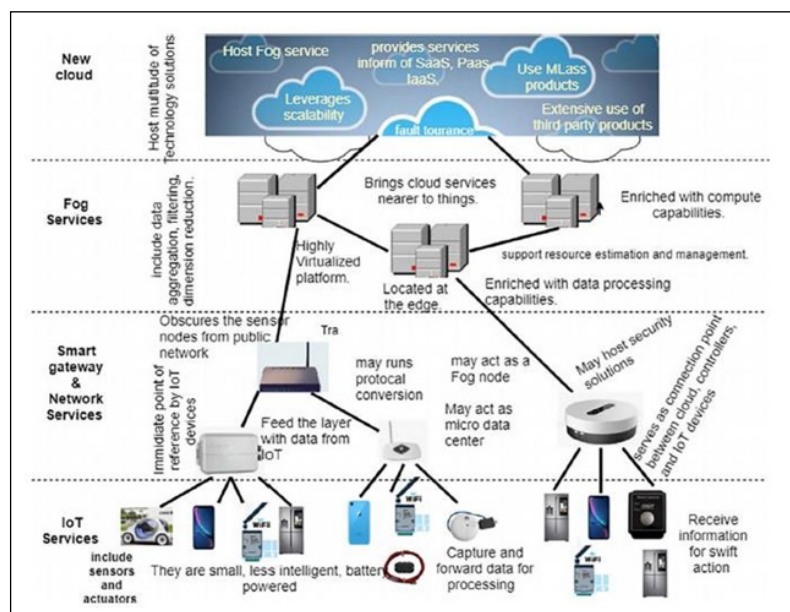 New
cloud
Host multitude of
Technology solutions
Host Fog service
provides services
inform of SaaS, Paas,
IaaS,
Use MLass
products
Leverages
scalability
fault tourance
Extensive use of
third party products
Fog
Services
include data
aggregation, filtering,
dimension reduction.
Brings cloud services
nearer to things.
Enriched with compute
capabilities.
Highly
Virtualized
platform.
support resource estimation and management.
Located at
the edge.
Enriched with data processing
capabilities.
Smart
gateway
&
Network
Services
Obscures the sensor
nodes from public
network
Tra
may runs
protocal
conversion
may act as a
Fog node
May host security
solutions
Immidiate point of
reference by IoT
devices
Feed the layer
with data from
IoT
May act as
micro data
center
serves as connection point
between cloud, controllers,
and IoT devices
IoT
Services
include
sensors
and
actuators
WiFi
WiFi
WiFi
They are small, less intelligent, battery
powered
Capture and
forward data for
processing
Receive
information
for swift
action